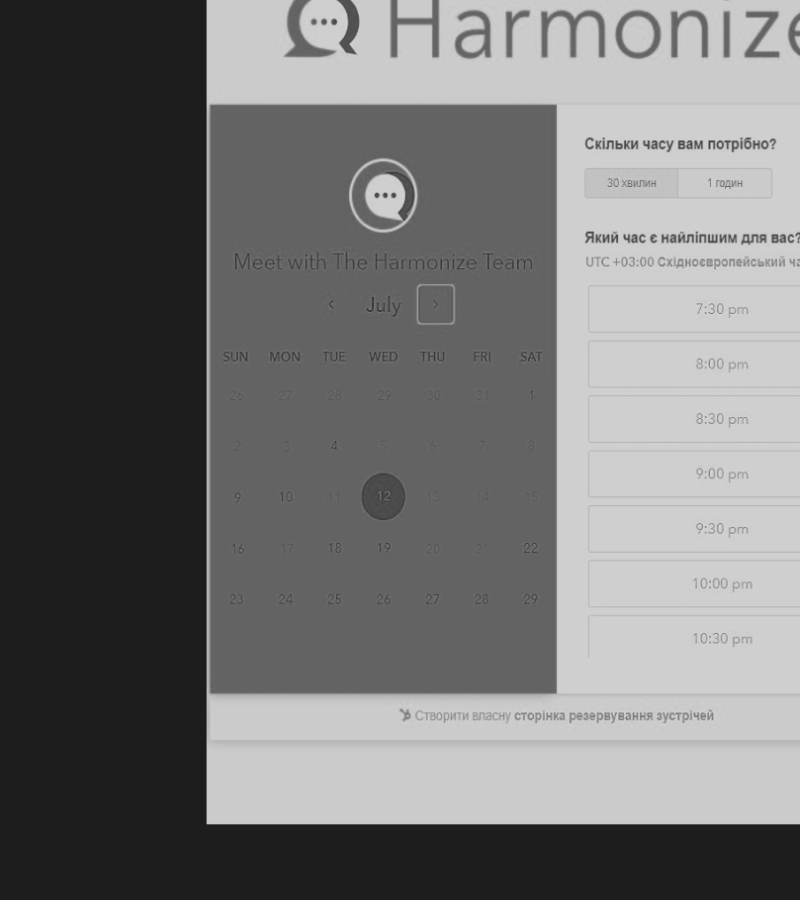 Harmonize
Meet with The Harmonize Team
July
SUN MON TUE WED THU FRI SAT
26 27 28 29 30 31 1
2 3 4 5 6 7 8
9 10 11 12 13 14 15
16 17 18 19 20 21 22
23 24 25 26 27 28 29
Скільки часу вам потрібно?
30 хвилин 1 годин
Який час є найліпшим для вас?
UTC +03:00 Східноєвропейський ча
7:30 pm
8:00 pm
8:30 pm
9:00 pm
9:30 pm
10:00 pm
10:30 pm
Створити власну сторінка резервування зустрічей